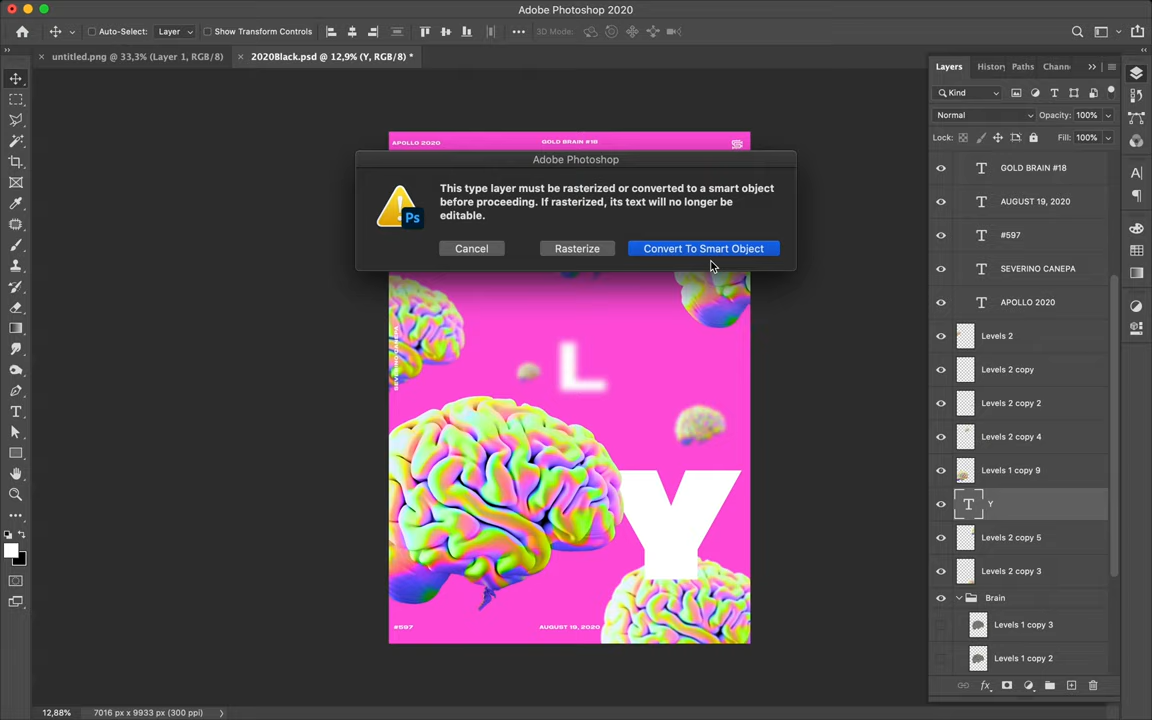 Adobe Photoshop 2020
Auto-Select: Layer Show Transform Controls 3D Mode:
untitled.png @ 33,3% (Layer 1, RGB/8)
2020Black.psd @ 12,9% (Y, RGB/8) *
Layers History Paths Chann
Kind
Normal Opacity: 100%
Lock: Fill: 100%
GOLD BRAIN #18
AUGUST 19, 2020
#597
SEVERINO CANEPA
APOLLO 2020
Levels 2
Levels 2 copy
Levels 2 copy 2
Levels 2 copy 4
Levels 1 copy 9
Y
Levels 2 copy 5
Levels 2 copy 3
Brain
Levels 1 copy 3
Levels 1 copy 2
APOLLO 2020 GOLD BRAIN #18
Adobe Photoshop
This type layer must be rasterized or converted to a smart object
before proceeding. If rasterized, its text will no longer be
editable.
Ps
Cancel Rasterize Convert To Smart Object
L
Y
#597 AUGUST 19, 2020
12,88% 7016 px x 9933 px (300 ppi)